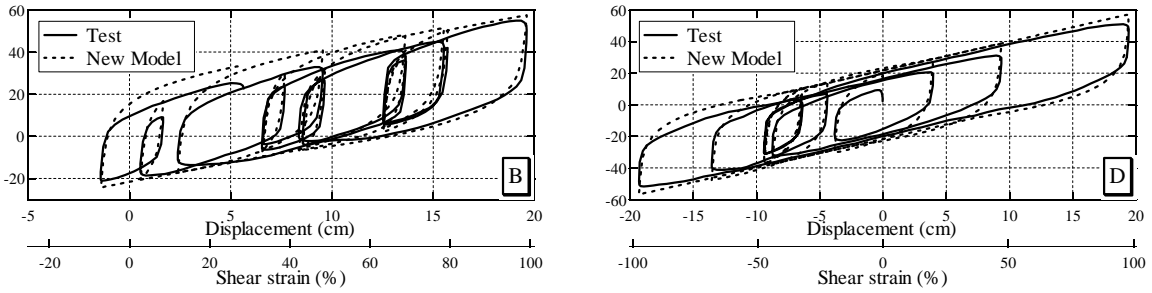 60
40
20
0
-20
Test
New Model
B
-5 0 5 10 15 20
Displacement (cm)
-20 0 20 40 60 80 100
Shear strain (%)
60
40
20
0
-20
-40
-60
Test
New Model
D
-20 -15 -10 -5 0 5 10 15 20
Displacement (cm)
-100 -50 0 50 100
Shear strain (%)